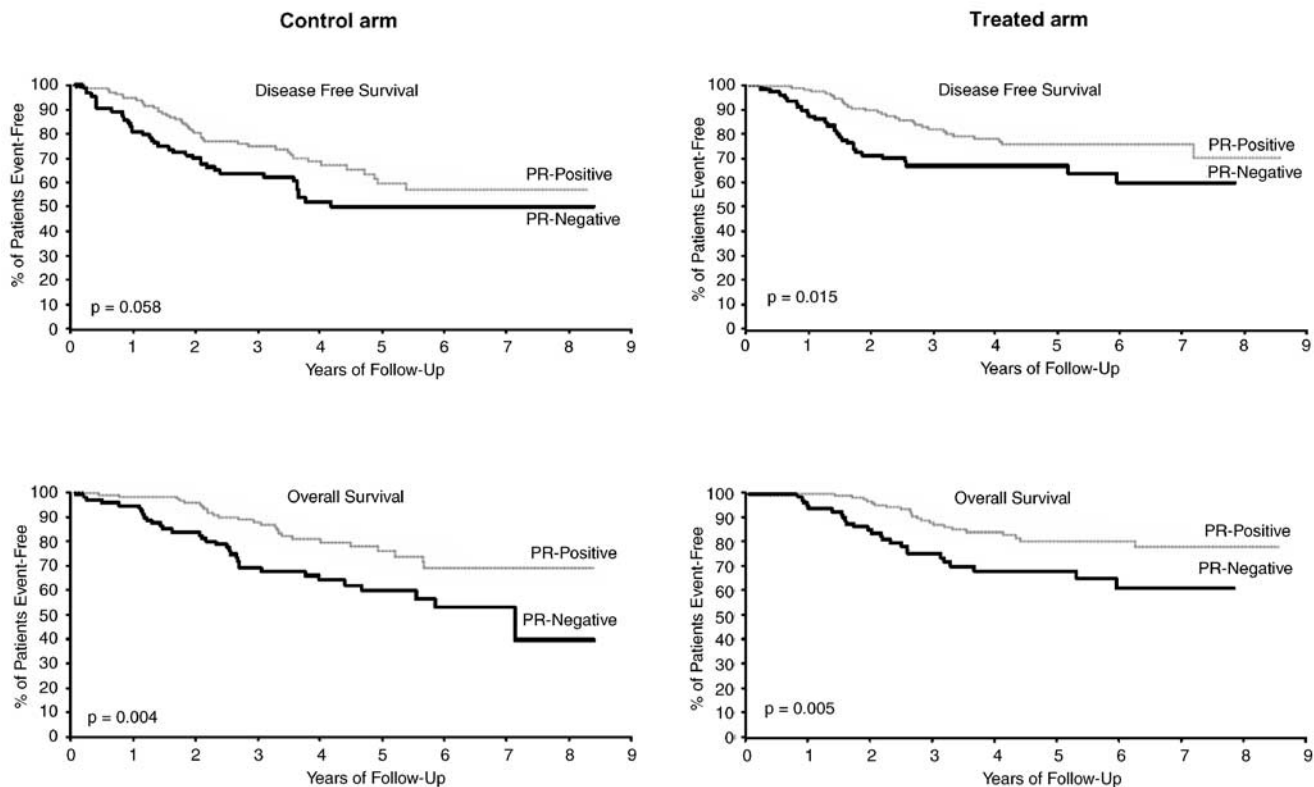 Control arm
Treated arm
Disease Free Survival
% of Patients Event-Free
100
90
80
70
60
50
40
30
20
10
0
PR-Positive
PR-Negative
p = 0.058
0 1 2 3 4 5 6 7 8 9
Years of Follow-Up
Disease Free Survival
% of Patients Event-Free
100
90
80
70
60
50
40
30
20
10
0
PR-Positive
PR-Negative
p = 0.015
0 1 2 3 4 5 6 7 8 9
Years of Follow-Up
Overall Survival
% of Patients Event-Free
100
90
80
70
60
50
40
30
20
10
0
PR-Positive
PR-Negative
p = 0.004
0 1 2 3 4 5 6 7 8 9
Years of Follow-Up
Overall Survival
% of Patients Event-Free
100
90
80
70
60
50
40
30
20
10
0
PR-Positive
PR-Negative
p = 0.005
0 1 2 3 4 5 6 7 8 9
Years of Follow-Up